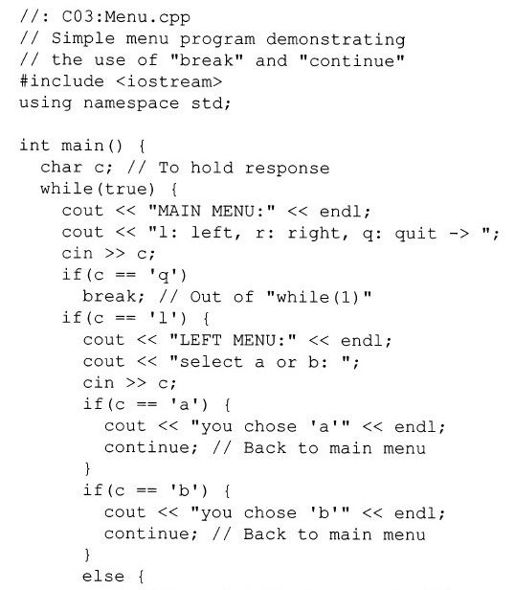 //: C03:Menu.cpp
// Simple menu program demonstrating
// the use of "break" and "continue"
#include <iostream>
using namespace std;

int main() {
  char c; // To hold response
  while(true) {
    cout << "MAIN MENU:" << endl;
    cout << "l: left, r: right, q: quit -> ";
    cin >> c;
    if(c == 'q')
      break; // Out of "while(1)"
    if(c == 'l') {
      cout << "LEFT MENU:" << endl;
      cout << "select a or b: ";
      cin >> c;
      if(c == 'a') {
        cout << "you chose 'a'" << endl;
        continue; // Back to main menu
      }
      if(c == 'b') {
        cout << "you chose 'b'" << endl;
        continue; // Back to main menu
      }
      else {